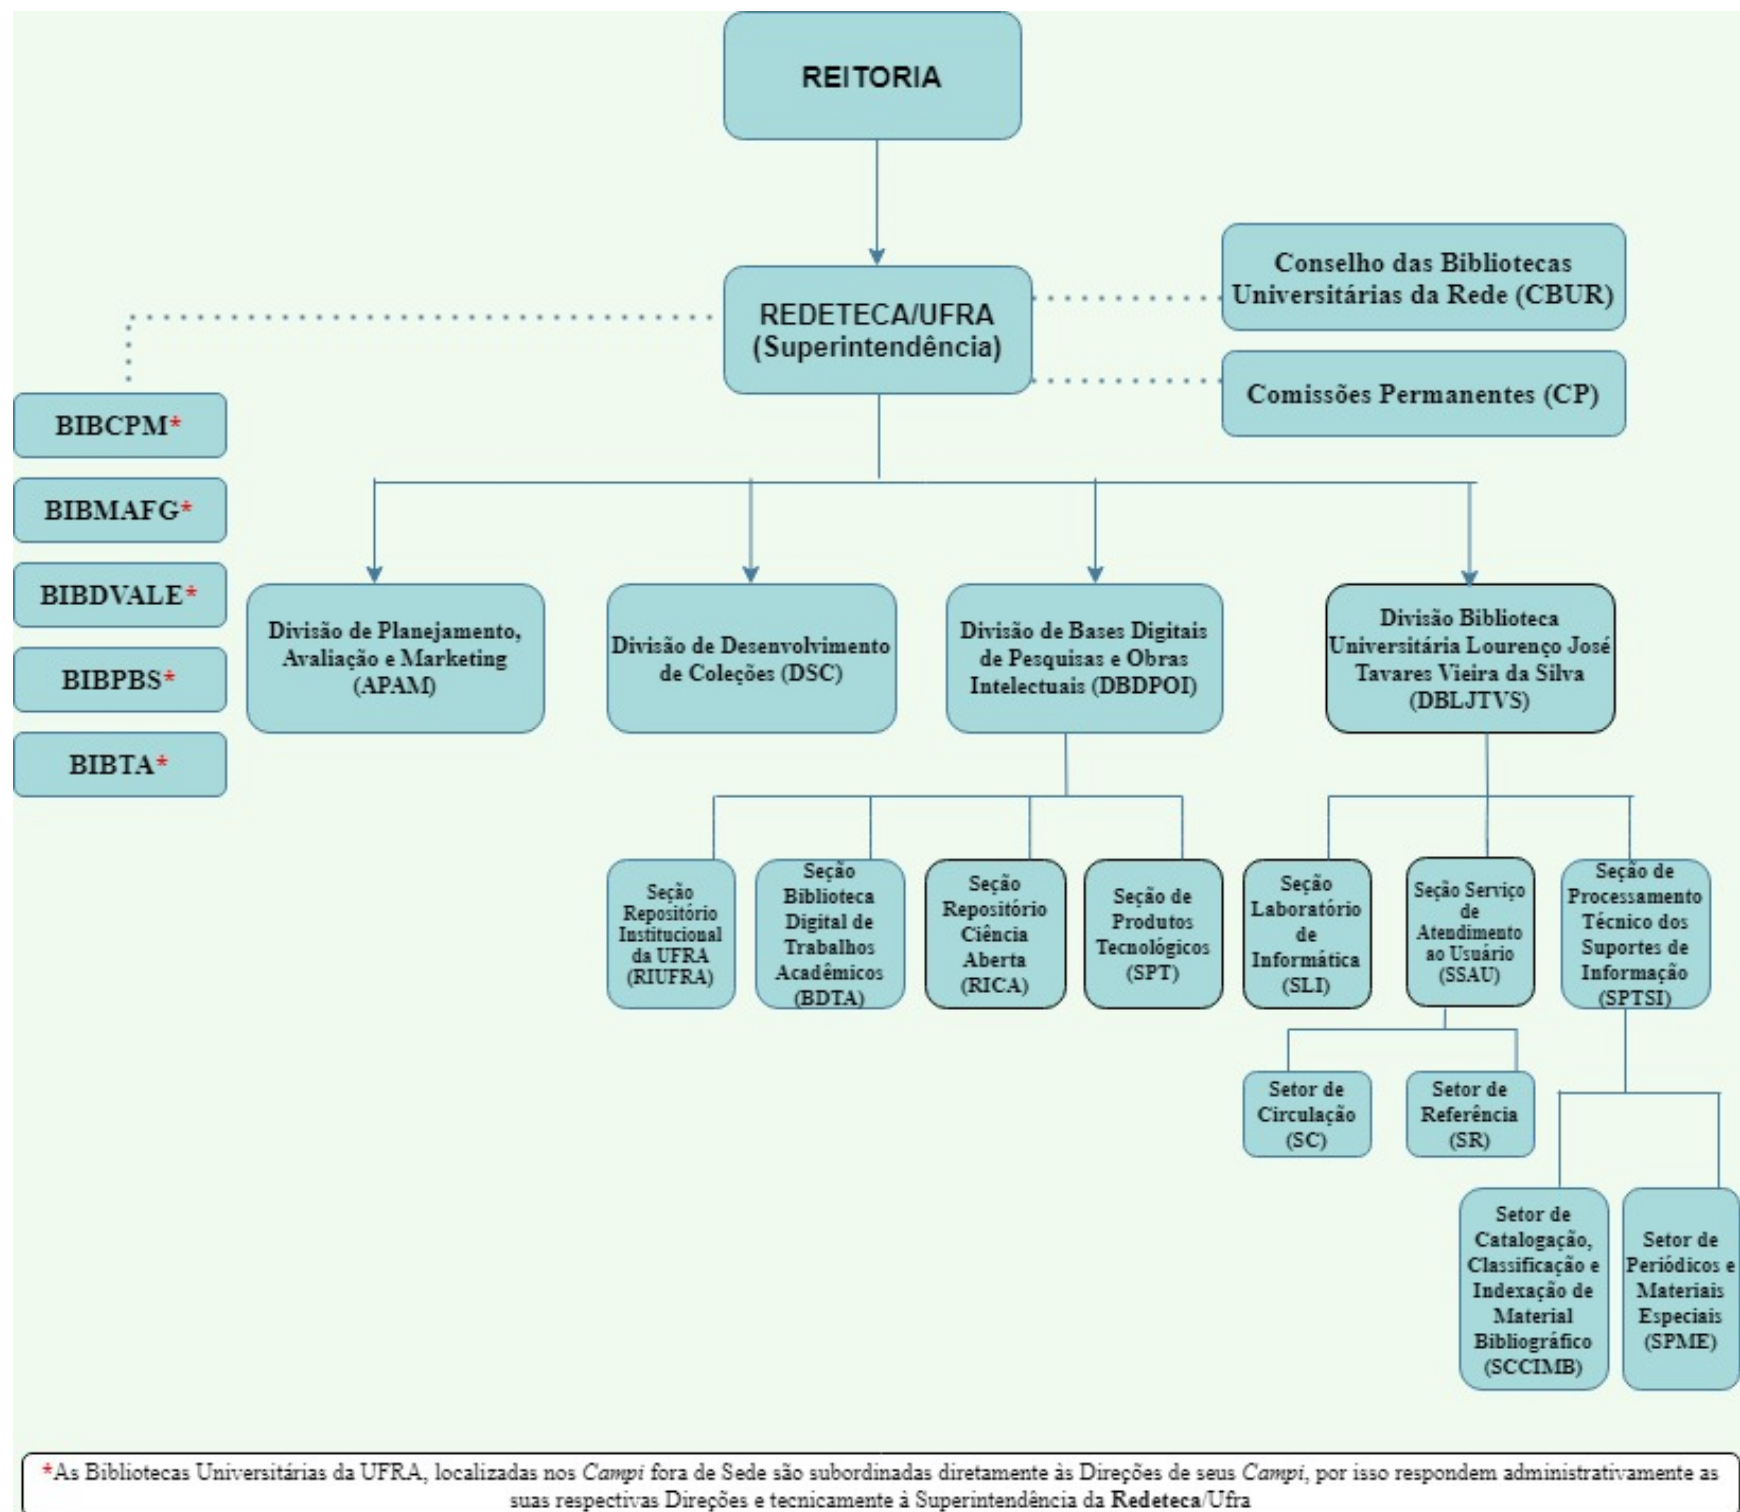 REITORIA
Conselho das Bibliotecas
Universitárias da Rede (CBUR)
REDETECA/UFRA
(Superintendência)
Comissões Permanentes (CP)
BIBCPM*
BIBMAFG*
BIBDVALE*
BIBPBS*
BIBTA*
Divisão de Planejamento,
Avaliação e Marketing
(APAM)
Divisão de Desenvolvimento
de Coleções (DSC)
Divisão de Bases Digitais
de Pesquisas e Obras
Intelectuais (DBDPOI)
Divisão Biblioteca
Universitária Lourenço José
Tavares Vieira da Silva
(DBLJTVS)
Seção
Repositório
Institucional
da UFRA
(RIUFRA)
Seção
Biblioteca
Digital de
Trabalhos
Acadêmicos
(BDTA)
Seção
Repositório
Ciência
Aberta
(RICA)
Seção de
Produtos
Tecnológicos
(SPT)
Seção
Laboratório
de
Informática
(SLI)
Seção Serviço
de
Atendimento
ao Usuário
(SSAU)
Seção de
Processamento
Técnico dos
Suportes de
Informação
(SPTSI)
Setor de
Circulação
(SC)
Setor de
Referência
(SR)
Setor de
Catalogação,
Classificação e
Indexação de
Material
Bibliográfico
(SCCIMB)
Setor de
Periódicos e
Materiais
Especiais
(SPME)
*As Bibliotecas Universitárias da UFRA, localizadas nos Campi fora de Sede são subordinadas diretamente às Direções de seus Campi, por isso respondem administrativamente as
suas respectivas Direções e tecnicamente à Superintendência da Redeteca/Ufra